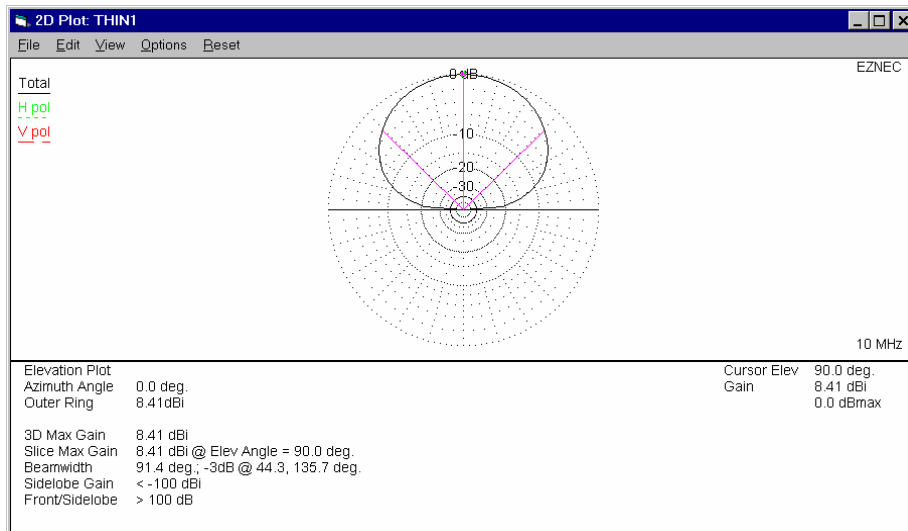 2D Plot: THIN1
File Edit View Options Reset
EZNEC
Total
H pol
V pol
0 dB
-10
-20
-30
10 MHz
Elevation Plot
Azimuth Angle 0.0 deg.
Outer Ring 8.41dBi
3D Max Gain 8.41 dBi
Slice Max Gain 8.41 dBi @ Elev Angle = 90.0 deg.
Beamwidth 91.4 deg.; -3dB @ 44.3, 135.7 deg.
Sidelobe Gain < -100 dBi
Front/Sidelobe > 100 dB
Cursor Elev 90.0 deg.
Gain 8.41 dBi
0.0 dBmax